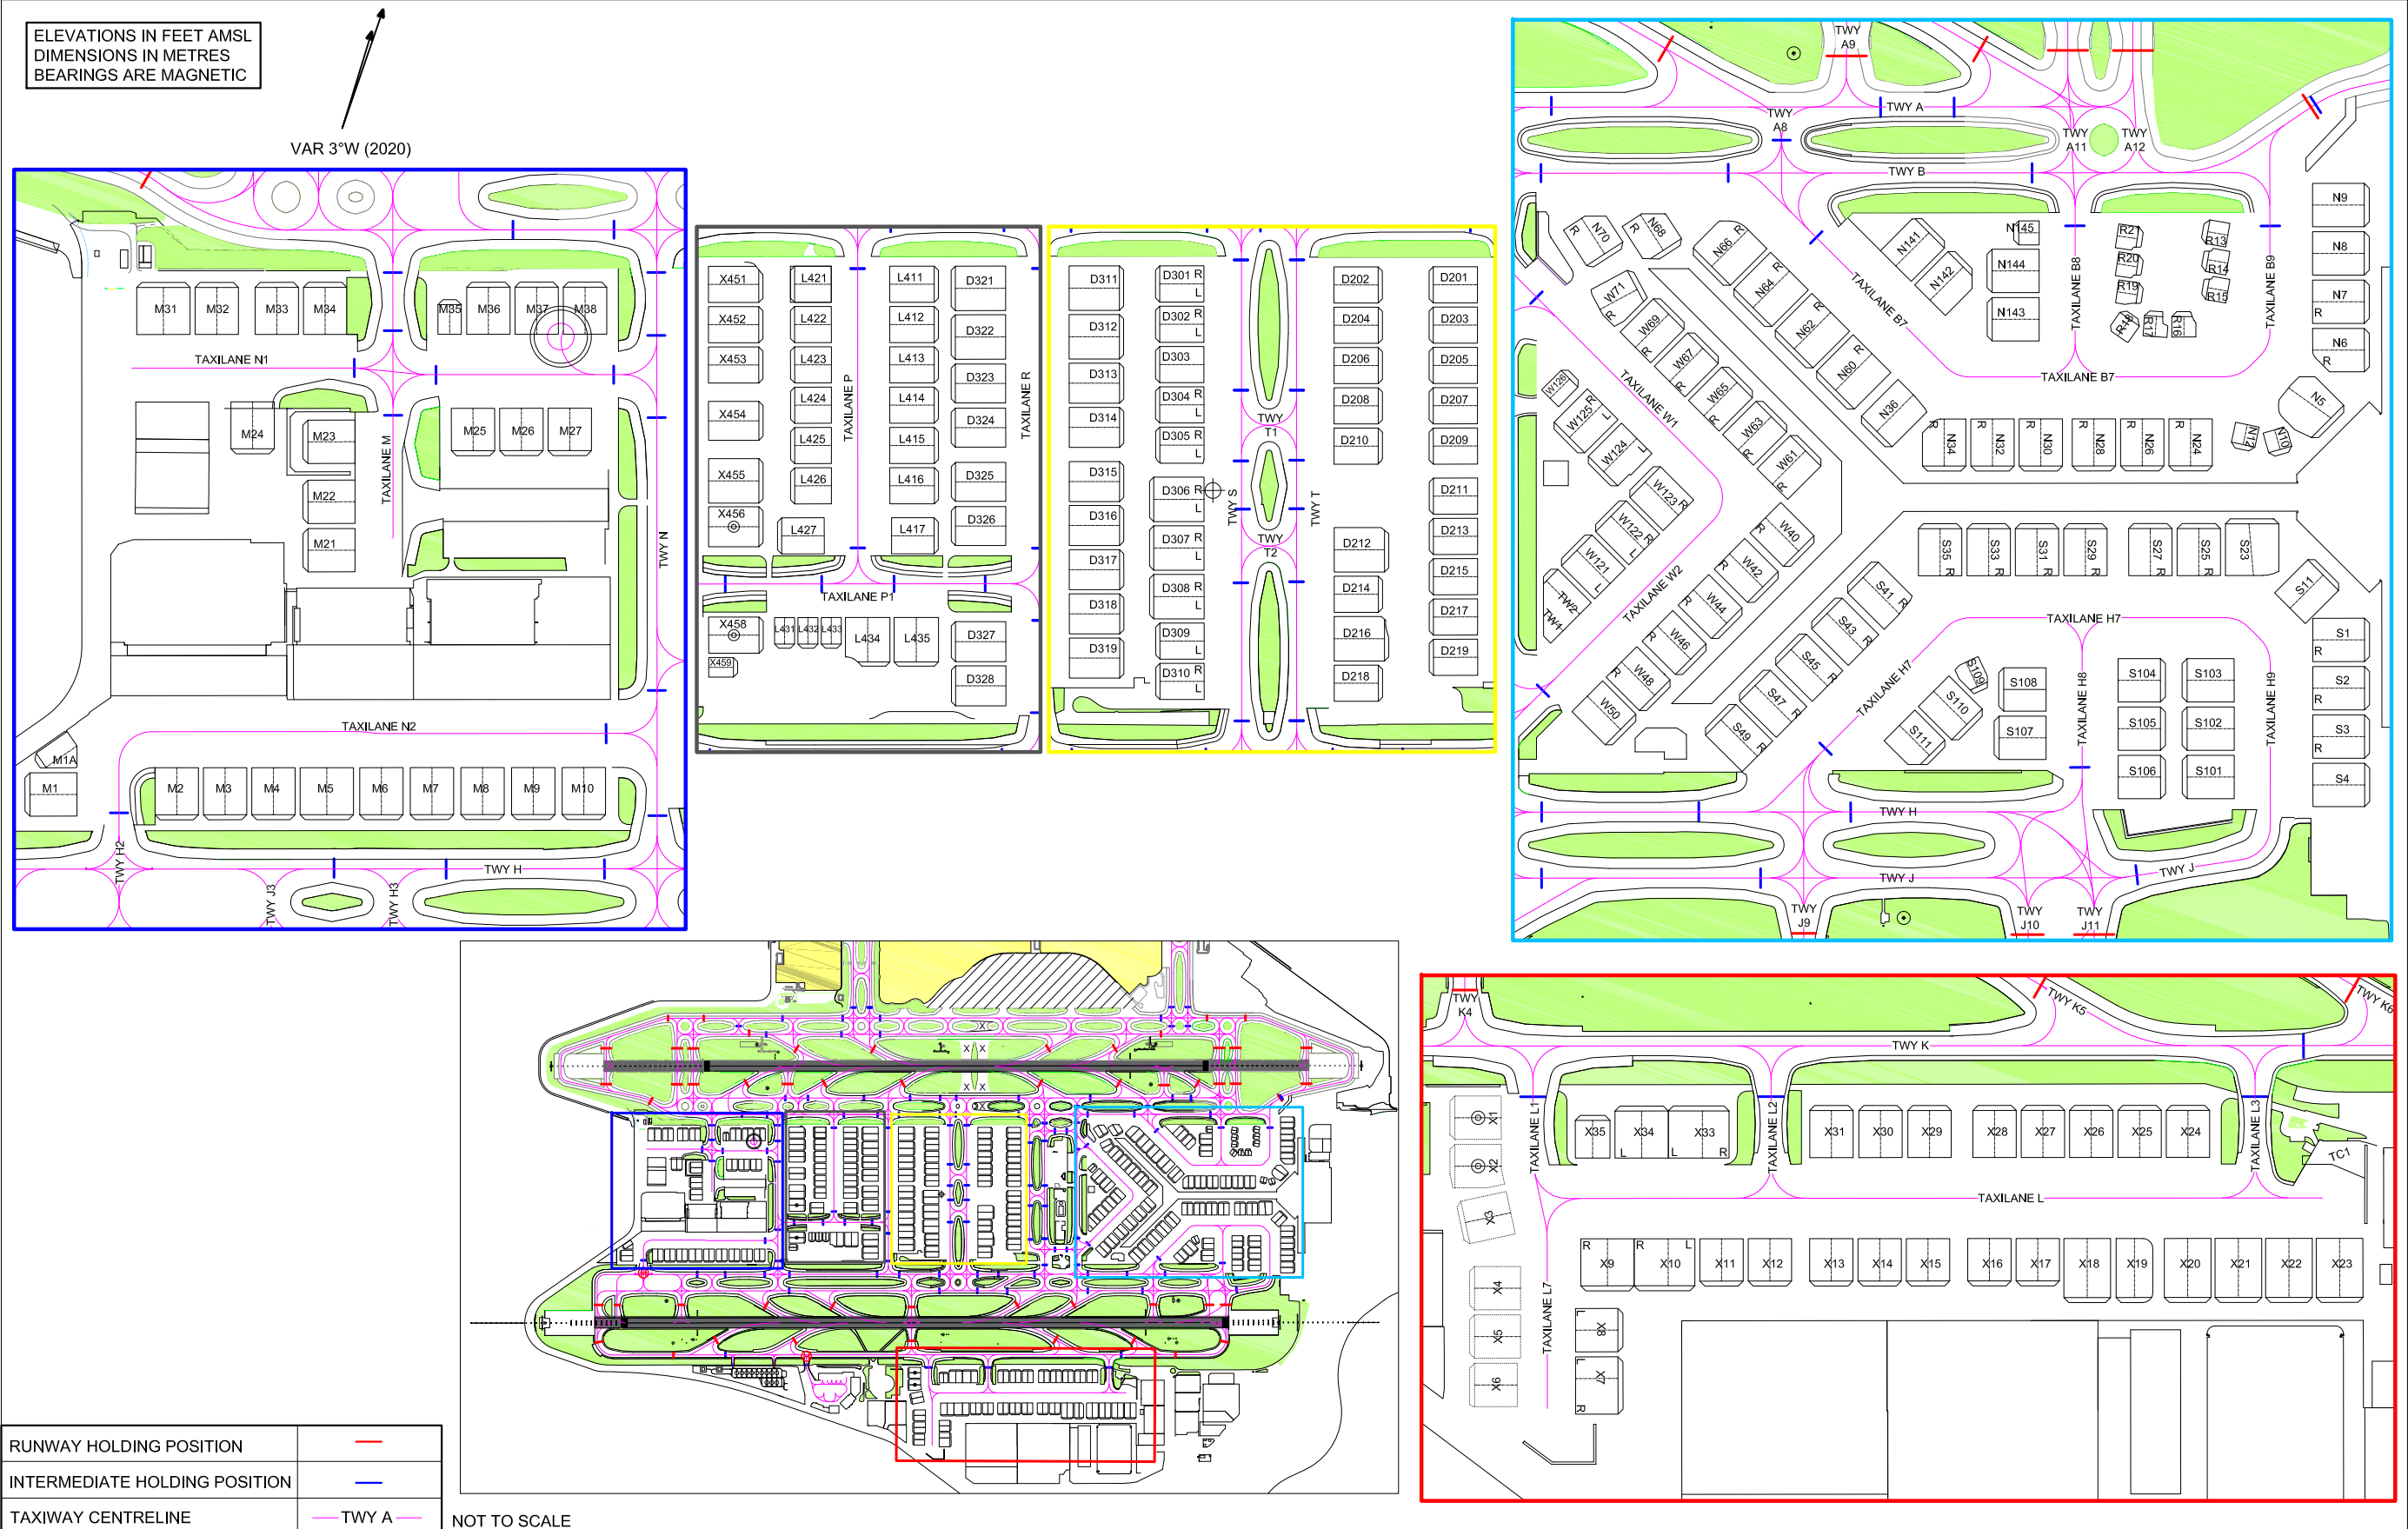 ELEVATIONS IN FEET AMSL
DIMENSIONS IN METRES
BEARINGS ARE MAGNETIC
VAR 3°W (2020)
M31 M32 M33 M34 M35 M36 M37 M38
TAXILANE N1
M24 M23 M25 M26 M27
TAXILANE M
M22
M21
TWY N
TAXILANE N2
M1A
M1 M2 M3 M4 M5 M6 M7 M8 M9 M10
TWY H2
TWY H
TWY J3
TWY H3
X451 L421 L411 D321
X452 L422 L412 D322
X453 L423 L413 D323
TAXILANE P
TAXILANE R
X454 L424 L414 D324
L425 L415
X455 L426 L416 D325
X456 L427 L417 D326
TAXILANE P1
X458 L431 L432 L433 L434 L435 D327
X459 D328
D311 D301 R L D202 D201
D312 D302 R L D204 D203
D313 D303 D206 D205
D314 D304 R L D208 D207
TWY
T1
D305 R L D210 D209
D315
D306 R L D211
TWY S
TWY T
D316 D213
TWY
T2
D317 D307 R L D212 D215
D318 D308 R L D214 D217
D319 D309 L D216 D219
D310 R L D218
TWY
A9
TWY A
TWY
A8
TWY
A11
TWY
A12
TWY B
N70 R
N68 R
N66 R
N64 R
N62 R
N60 R
N36
N141
N142
N145
N144
N143
TAXILANE B7
TAXILANE B8
TAXILANE B9
R21
R20
R19
R18
R17
R16
R13
R14
R15
N9
N8
N7
R
N6
R
N5
TAXILANE B7
W71 R
W69 R
W67 R
W65 R
W63 R
W61 R
TAXILANE W1
W126
W125 R L
W124 L
W123 R
W122 R L
W121 L
TW2
TW1
TAXILANE W2
W40 R
W42 R
W44 R
W46 R
W48 R
W50
N34 R
N32 R
N30 R
N28 R
N26 R
N24 R
N12
N10
S35 R
S33 R
S31 R
S29 R
S27 R
S25 R
S23
S11
S41 R
S43 R
S45 R
S47 R
S49 R
TAXILANE H7
TAXILANE H7
S109
S110
S111
S108
S107
TAXILANE H8
S104 S103
S105 S102
S106 S101
TAXILANE H9
S1
R
S2
R
S3
R
S4
TWY H
TWY J
TWY J
TWY
J9
TWY
J10
TWY
J11
X X
X X
X
X
TWY
K4
TWY K5
TWY K6
TWY K
X1
X2
X3
X4
X5
X6
TAXILANE L1
TAXILANE L2
TAXILANE L3
X35 X34 X33 X31 X30 X29 X28 X27 X26 X25 X24
L L R
TC1
TAXILANE L
TAXILANE L7
R R L
X9 X10 X11 X12 X13 X14 X15 X16 X17 X18 X19 X20 X21 X22 X23
L
X8
L
X7
R
RUNWAY HOLDING POSITION
INTERMEDIATE HOLDING POSITION
TAXIWAY CENTRELINE TWY A
NOT TO SCALE